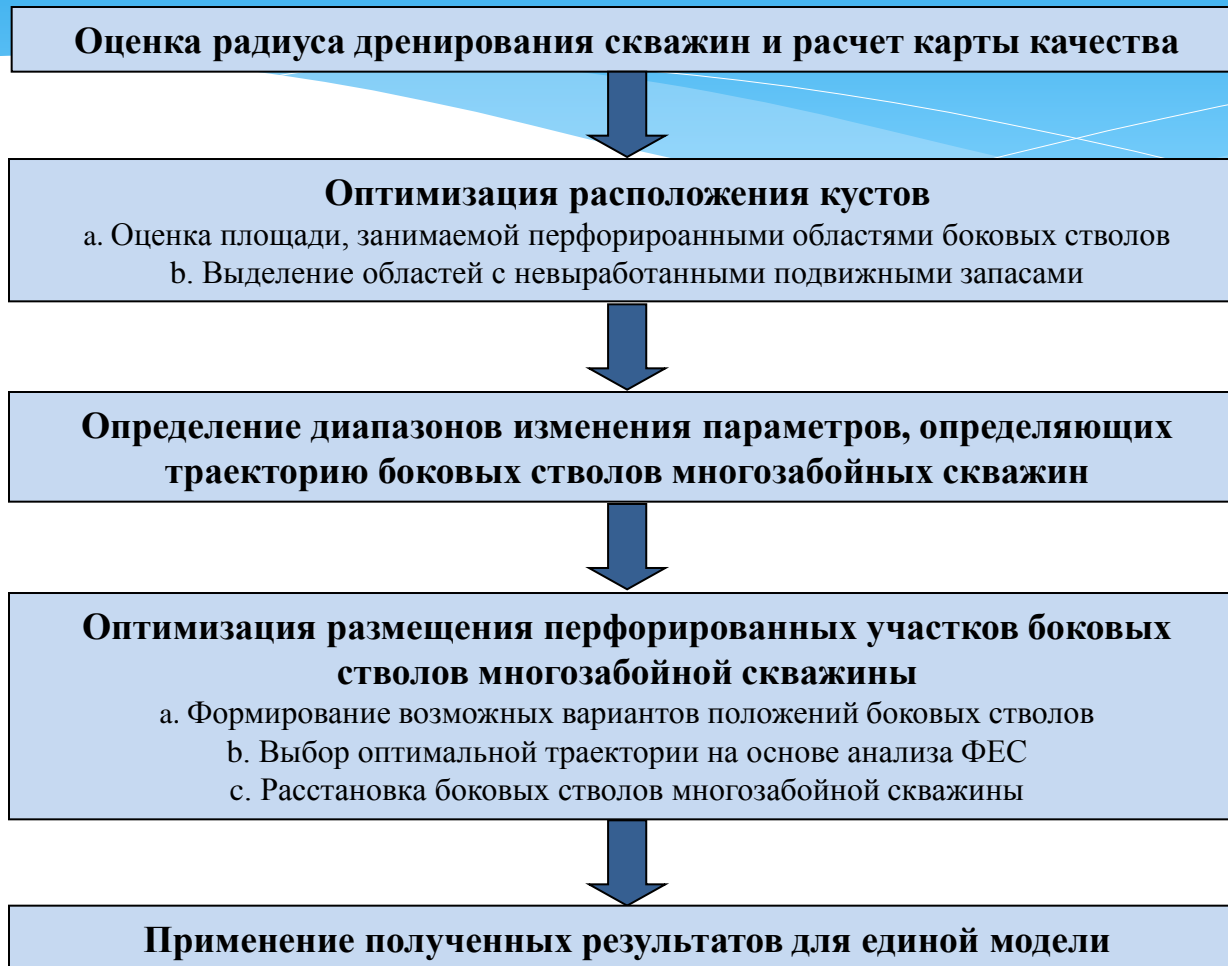 Оценка радиуса дренирования скважин и расчет карты качества
Оптимизация расположения кустов
a. Оценка площади, занимаемой перфорироанными областями боковых стволов
b. Выделение областей с невыработанными подвижными запасами
Определение диапазонов изменения параметров, определяющих
траекторию боковых стволов многозабойных скважин
Оптимизация размещения перфорированных участков боковых
стволов многозабойной скважины
a. Формирование возможных вариантов положений боковых стволов
b. Выбор оптимальной траектории на основе анализа ФЕС
c. Расстановка боковых стволов многозабойной скважины
Применение полученных результатов для единой модели